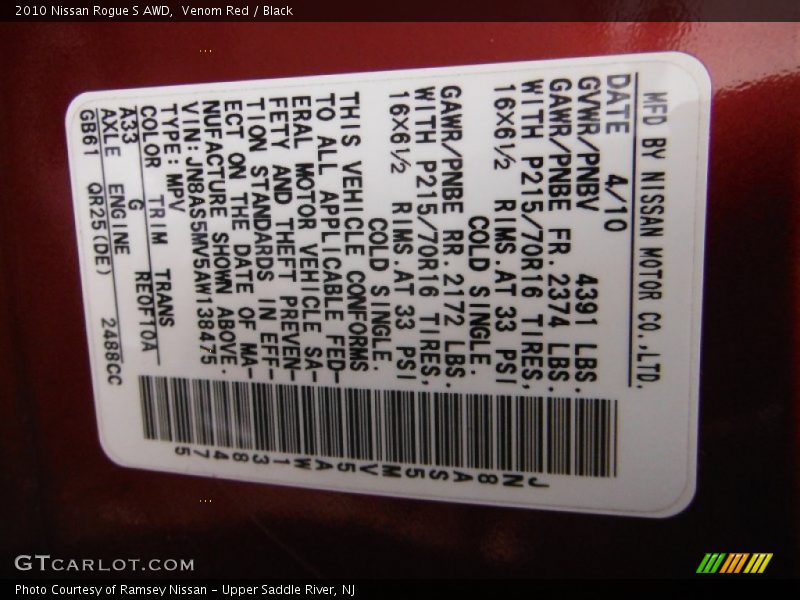 2010 Nissan Rogue S AWD,  Venom Red / Black
MFD BY NISSAN MOTOR CO.,LTD.
DATE 4/10
GVWR/PNBV 4391 LBS.
GAWR/PNBE FR. 2374 LBS.
WITH P215/70R16 TIRES,
16X6½ RIMS.AT 33 PSI
COLD SINGLE.
GAWR/PNBE RR. 2172 LBS.
WITH P215/70R16 TIRES,
16X6½ RIMS.AT 33 PSI
COLD SINGLE.
THIS VEHICLE CONFORMS
TO ALL APPLICABLE FED-
ERAL MOTOR VEHICLE SA-
FETY AND THEFT PREVEN-
TION STANDARDS IN EFF-
ECT ON THE DATE OF MA-
NUFACTURE SHOWN ABOVE.
VIN:JN8AS5MV5AW138475
TYPE:MPV
COLOR TRIM TRANS
A33 G RE0F10A
AXLE ENGINE
GB61 QR25(DE) 2488CC
JN8AS5MV5AW138475
GTCARLOT.COM
Photo Courtesy of Ramsey Nissan - Upper Saddle River, NJ